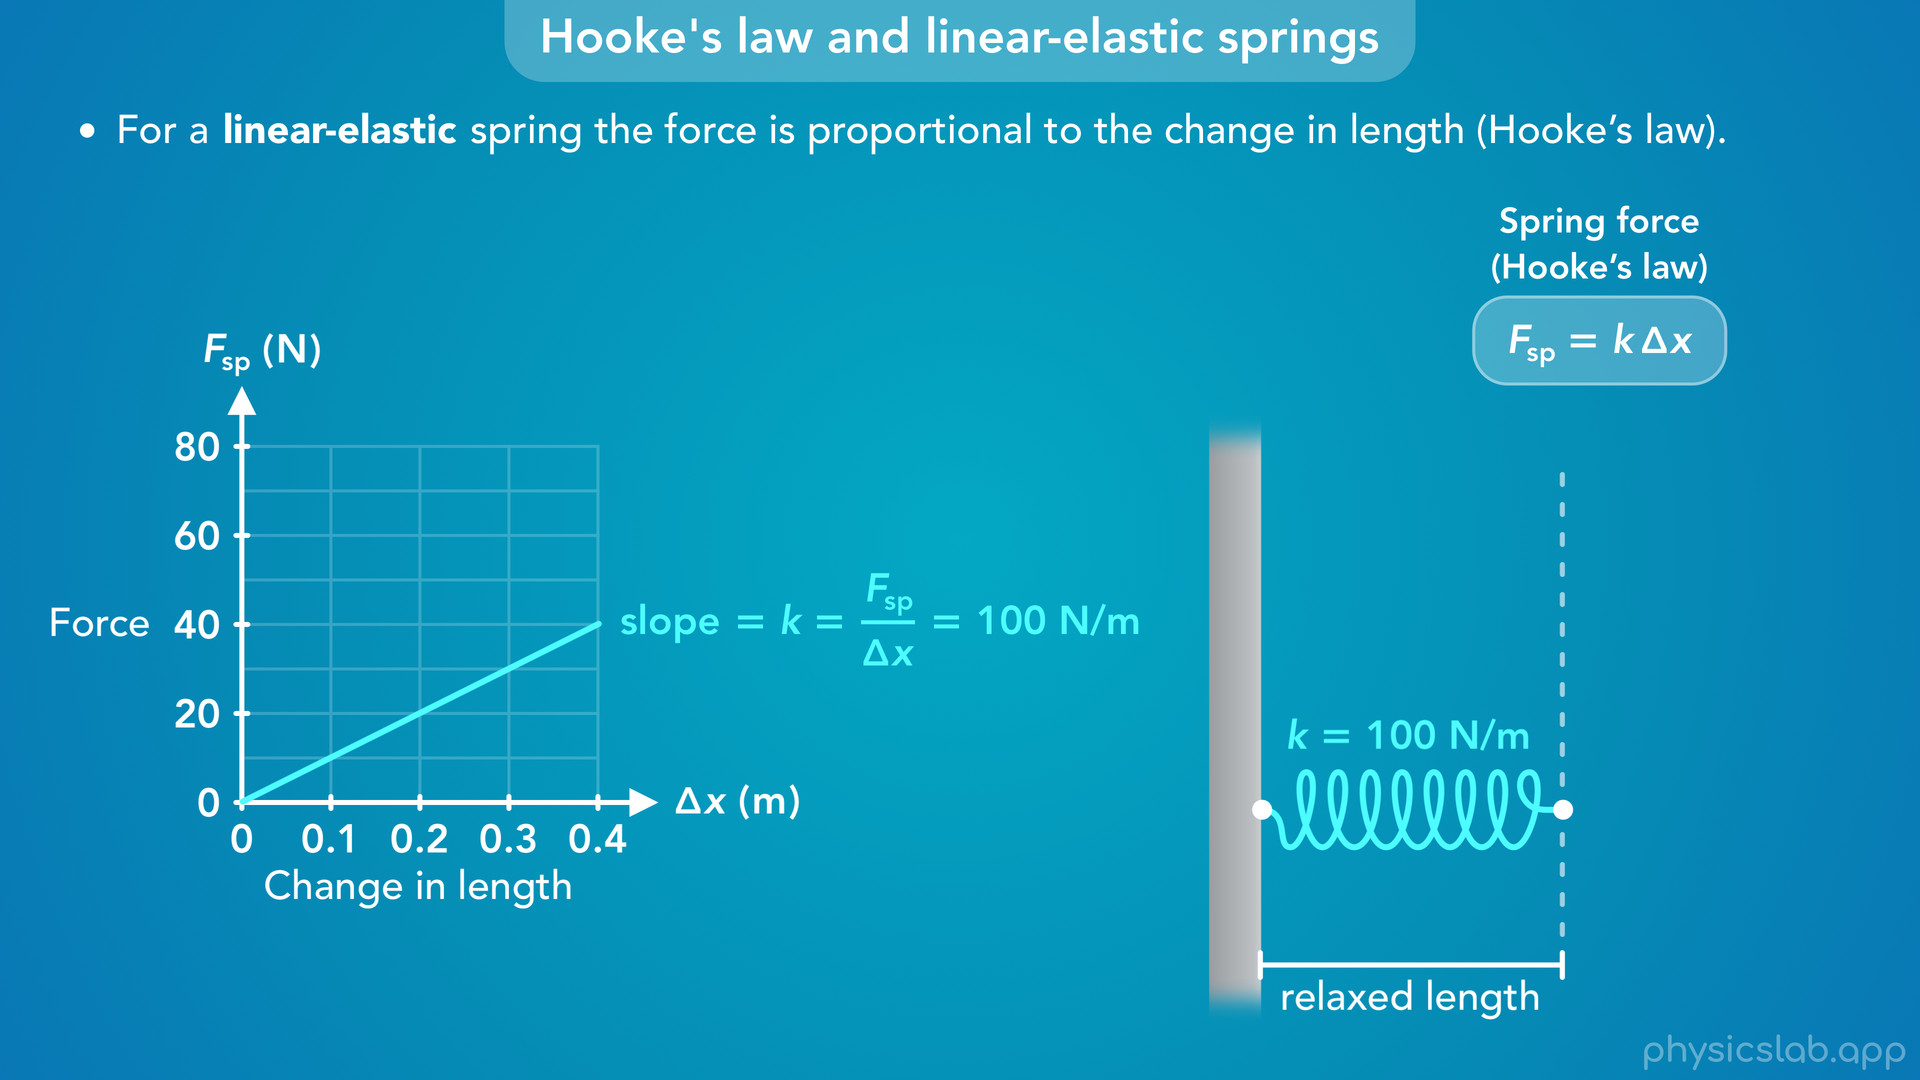 Hooke's law and linear-elastic springs
• For a linear-elastic spring the force is proportional to the change in length (Hooke’s law).
Spring force
(Hooke’s law)
Fsp = k Δx
Fsp (N)
80
60
Force 40
20
0
0 0.1 0.2 0.3 0.4
Δx (m)
Change in length
slope = k = Fsp/Δx = 100 N/m
k = 100 N/m
relaxed length
physicslab.app